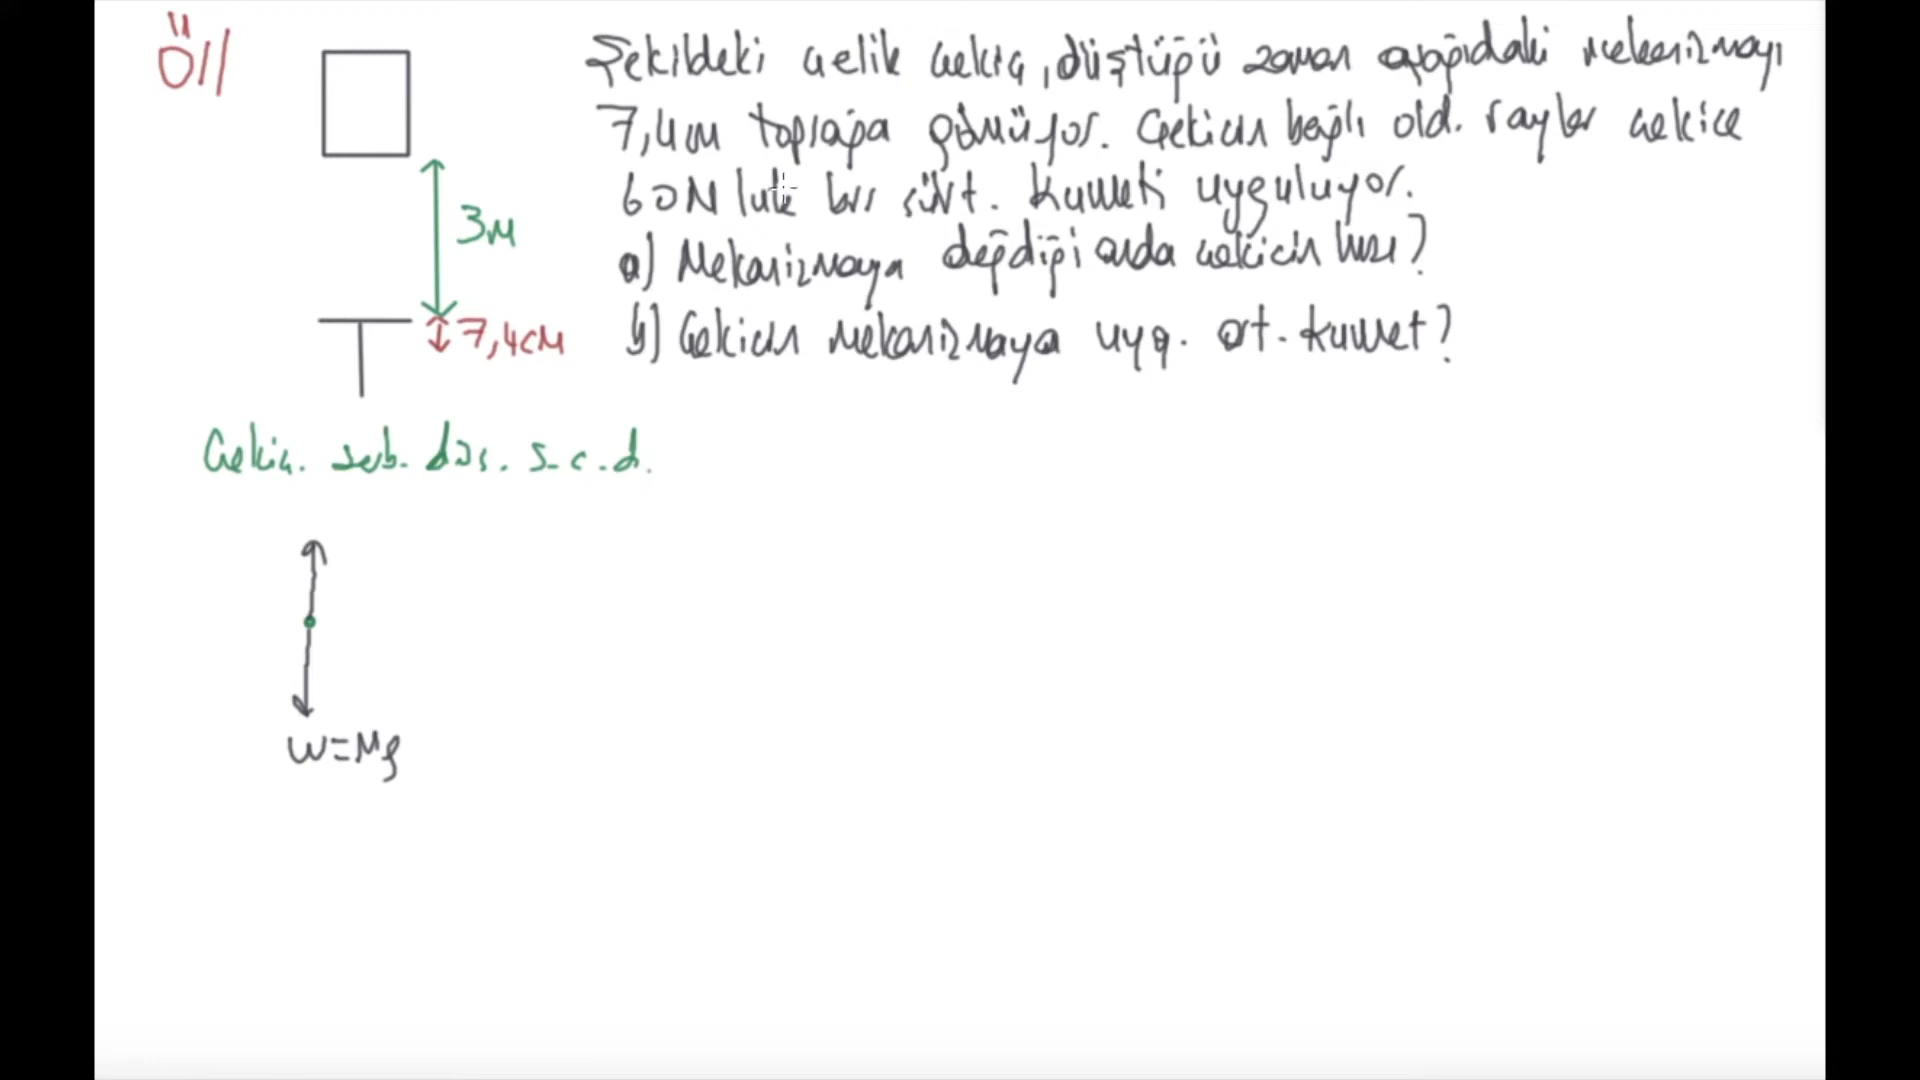 Ö//
Şekildeki çelik çekiç, düştüğü zaman aşağıdaki mekanizmayı
7,4cm toprağa gömüyor. Çekicin bağlı old. raylar çekice
60N luk bir sürt. kuvveti uyguluyor.
a) Mekanizmaya değdiği anda çekicin hızı?
b) Çekicin mekanizmaya uyg. ort. kuvvet?
3m
7,4cm
Çekiç. serb. düş. s.c.d.
w=mg